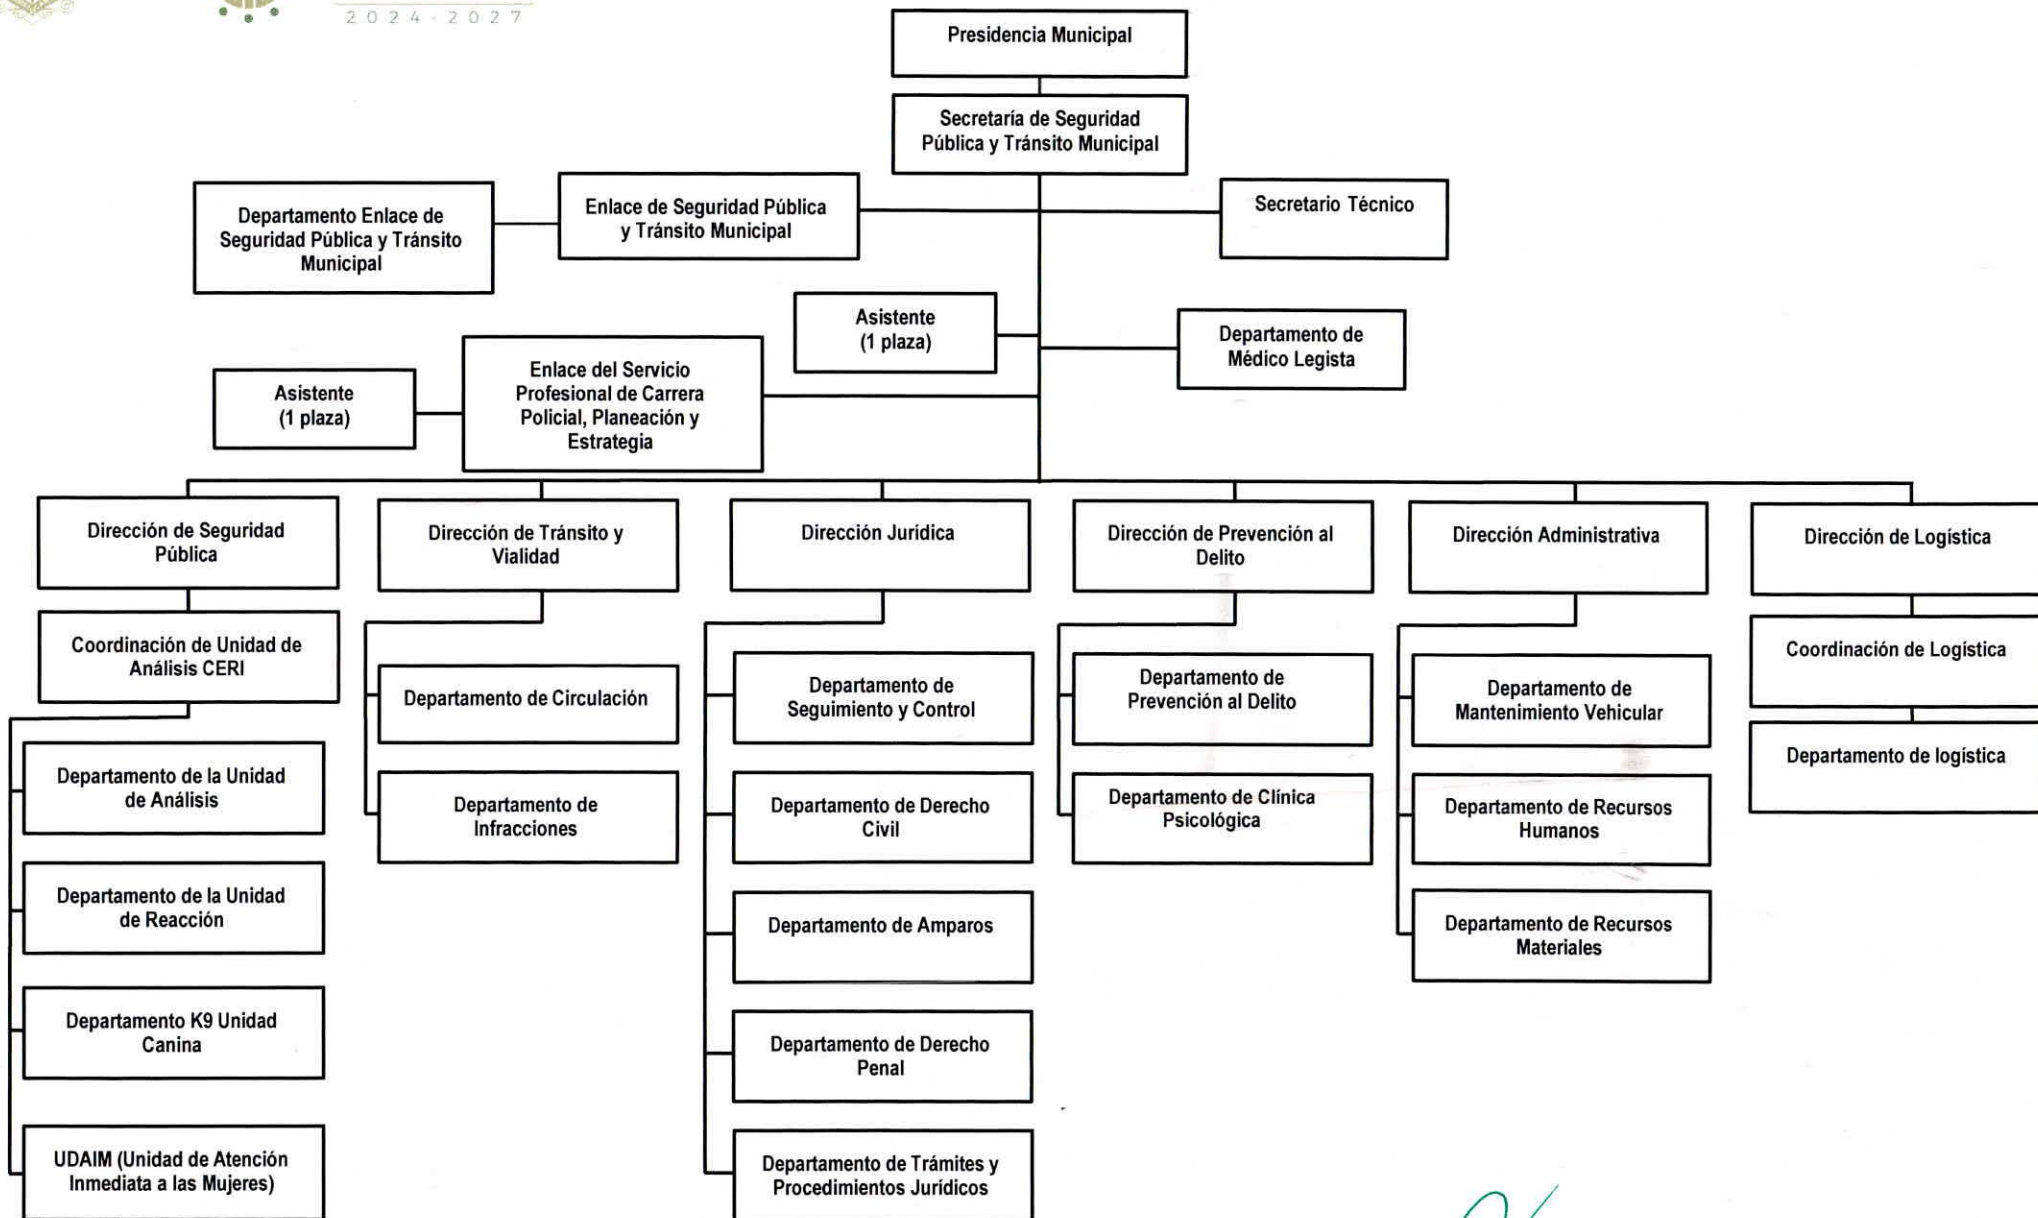 2024-2027
Presidencia Municipal
Secretaría de Seguridad
Pública y Tránsito Municipal
Departamento Enlace de
Seguridad Pública y Tránsito
Municipal
Enlace de Seguridad Pública
y Tránsito Municipal
Secretario Técnico
Asistente
(1 plaza)
Departamento de
Médico Legista
Asistente
(1 plaza)
Enlace del Servicio
Profesional de Carrera
Policial, Planeación y
Estrategia
Dirección de Seguridad
Pública
Dirección de Tránsito y
Vialidad
Dirección Jurídica
Dirección de Prevención al
Delito
Dirección Administrativa
Dirección de Logística
Coordinación de Unidad de
Análisis CERI
Departamento de la Unidad
de Análisis
Departamento de la Unidad
de Reacción
Departamento K9 Unidad
Canina
UDAIM (Unidad de Atención
Inmediata a las Mujeres)
Departamento de Circulación
Departamento de
Infracciones
Departamento de
Seguimiento y Control
Departamento de Derecho
Civil
Departamento de Amparos
Departamento de Derecho
Penal
Departamento de Trámites y
Procedimientos Jurídicos
Departamento de
Prevención al Delito
Departamento de Clínica
Psicológica
Departamento de
Mantenimiento Vehicular
Departamento de Recursos
Humanos
Departamento de Recursos
Materiales
Coordinación de Logística
Departamento de logística